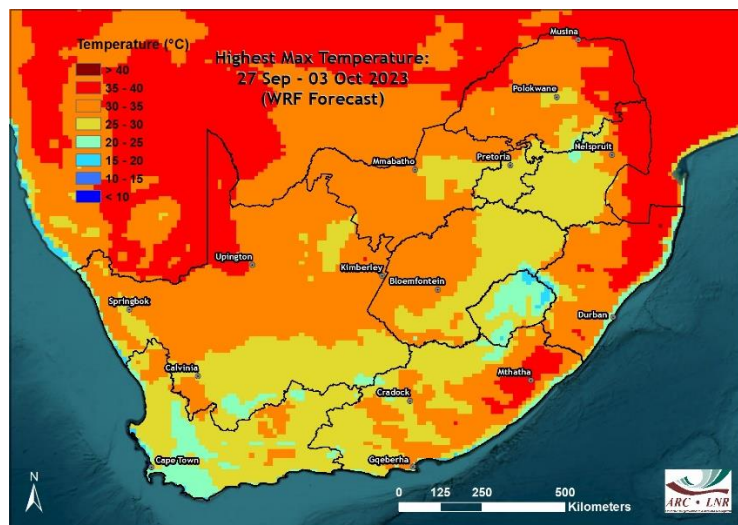 Temperature (°C)
> 40
35 - 40
30 - 35
25 - 30
20 - 25
15 - 20
10 - 15
< 10
Highest Max Temperature:
27 Sep - 03 Oct 2023
(WRF Forecast)
Musina
Polokwane
Nelspruit
Pretoria
Mmabatho
Upington
Kimberley
Bloemfontein
Springbok
Durban
Calvinia
Mthatha
Cradock
Cape Town
Gqeberha
N
0 125 250 500
Kilometers
ARC • LNR